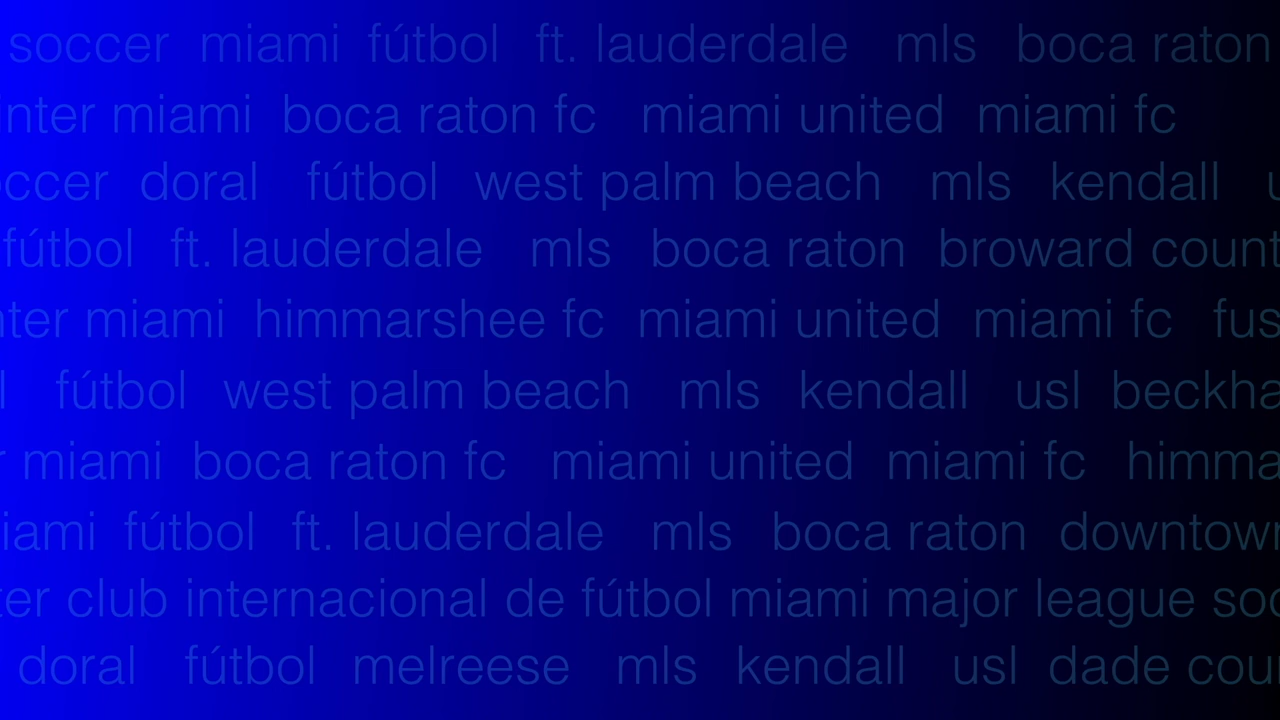 soccer miami fútbol ft. lauderdale mls boca raton
nter miami boca raton fc miami united miami fc
ccer doral fútbol west palm beach mls kendall u
fútbol ft. lauderdale mls boca raton broward count
nter miami himmarshee fc miami united miami fc fus
l fútbol west palm beach mls kendall usl beckha
r miami boca raton fc miami united miami fc himma
iami fútbol ft. lauderdale mls boca raton downtown
ter club internacional de fútbol miami major league soc
doral fútbol melreese mls kendall usl dade coun